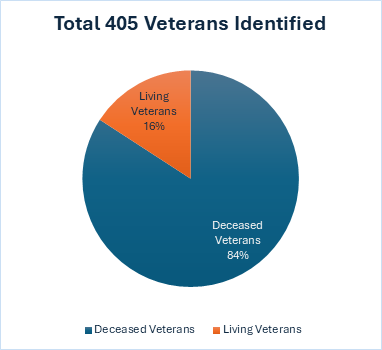 Total 405 Veterans Identified
Living
Veterans
16%
Deceased
Veterans
84%
Deceased Veterans Living Veterans